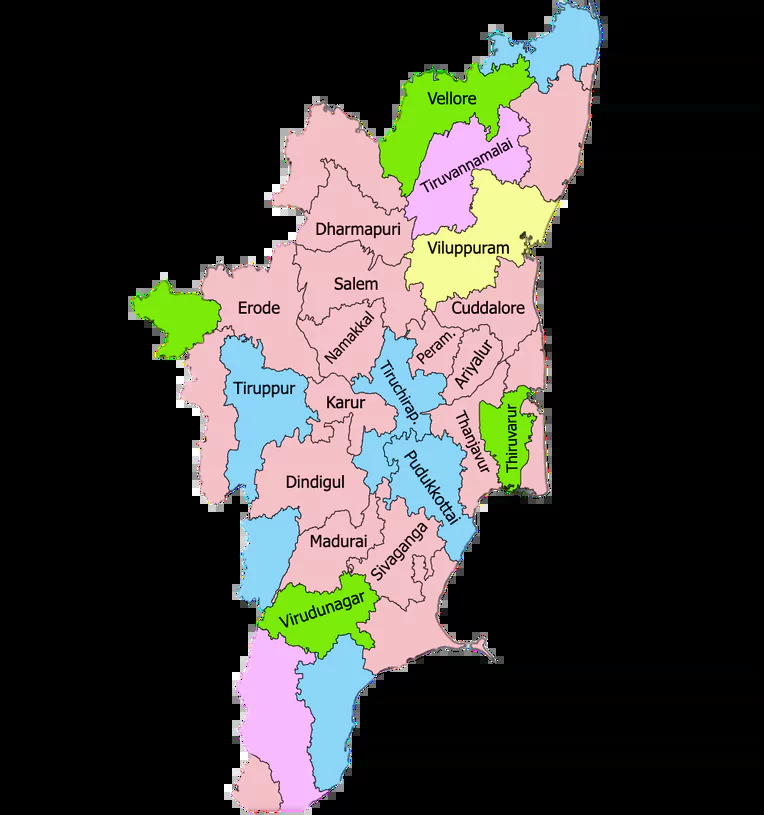 Vellore
Tiruvannamalai
Dharmapuri
Viluppuram
Salem
Erode
Cuddalore
Namakkal
Peram.
Ariyalur
Tiruppur
Tiruchirap.
Karur
Thanjavur
Thiruvarur
Dindigul
Pudukkottai
Madurai
Sivaganga
Virudunagar